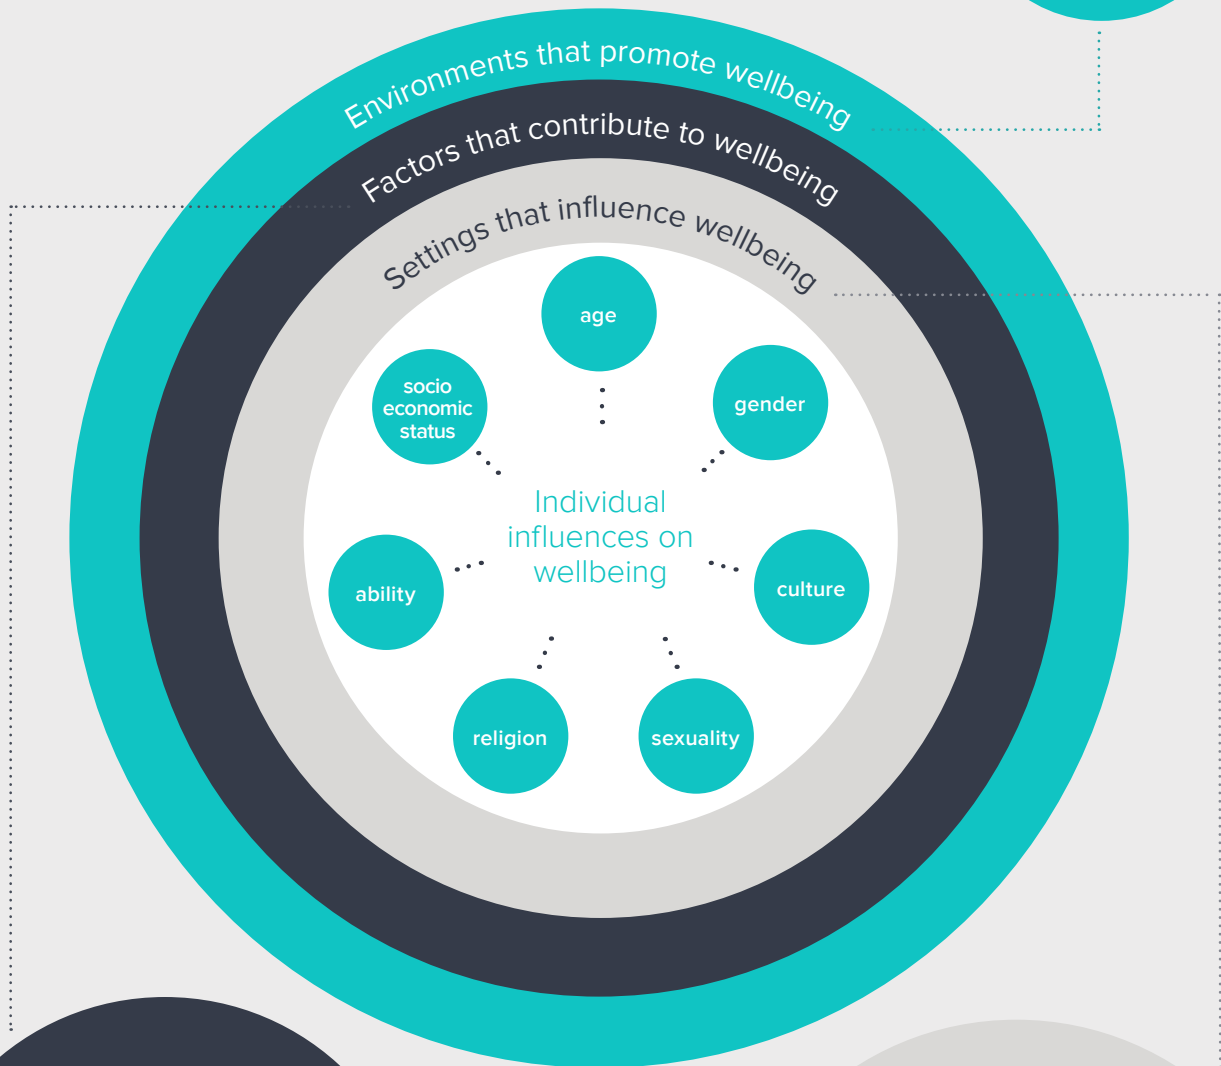 Environments that promote wellbeing
Factors that contribute to wellbeing
Settings that influence wellbeing
age
gender
socio
economic
status
Individual
influences on
wellbeing
ability
culture
religion
sexuality